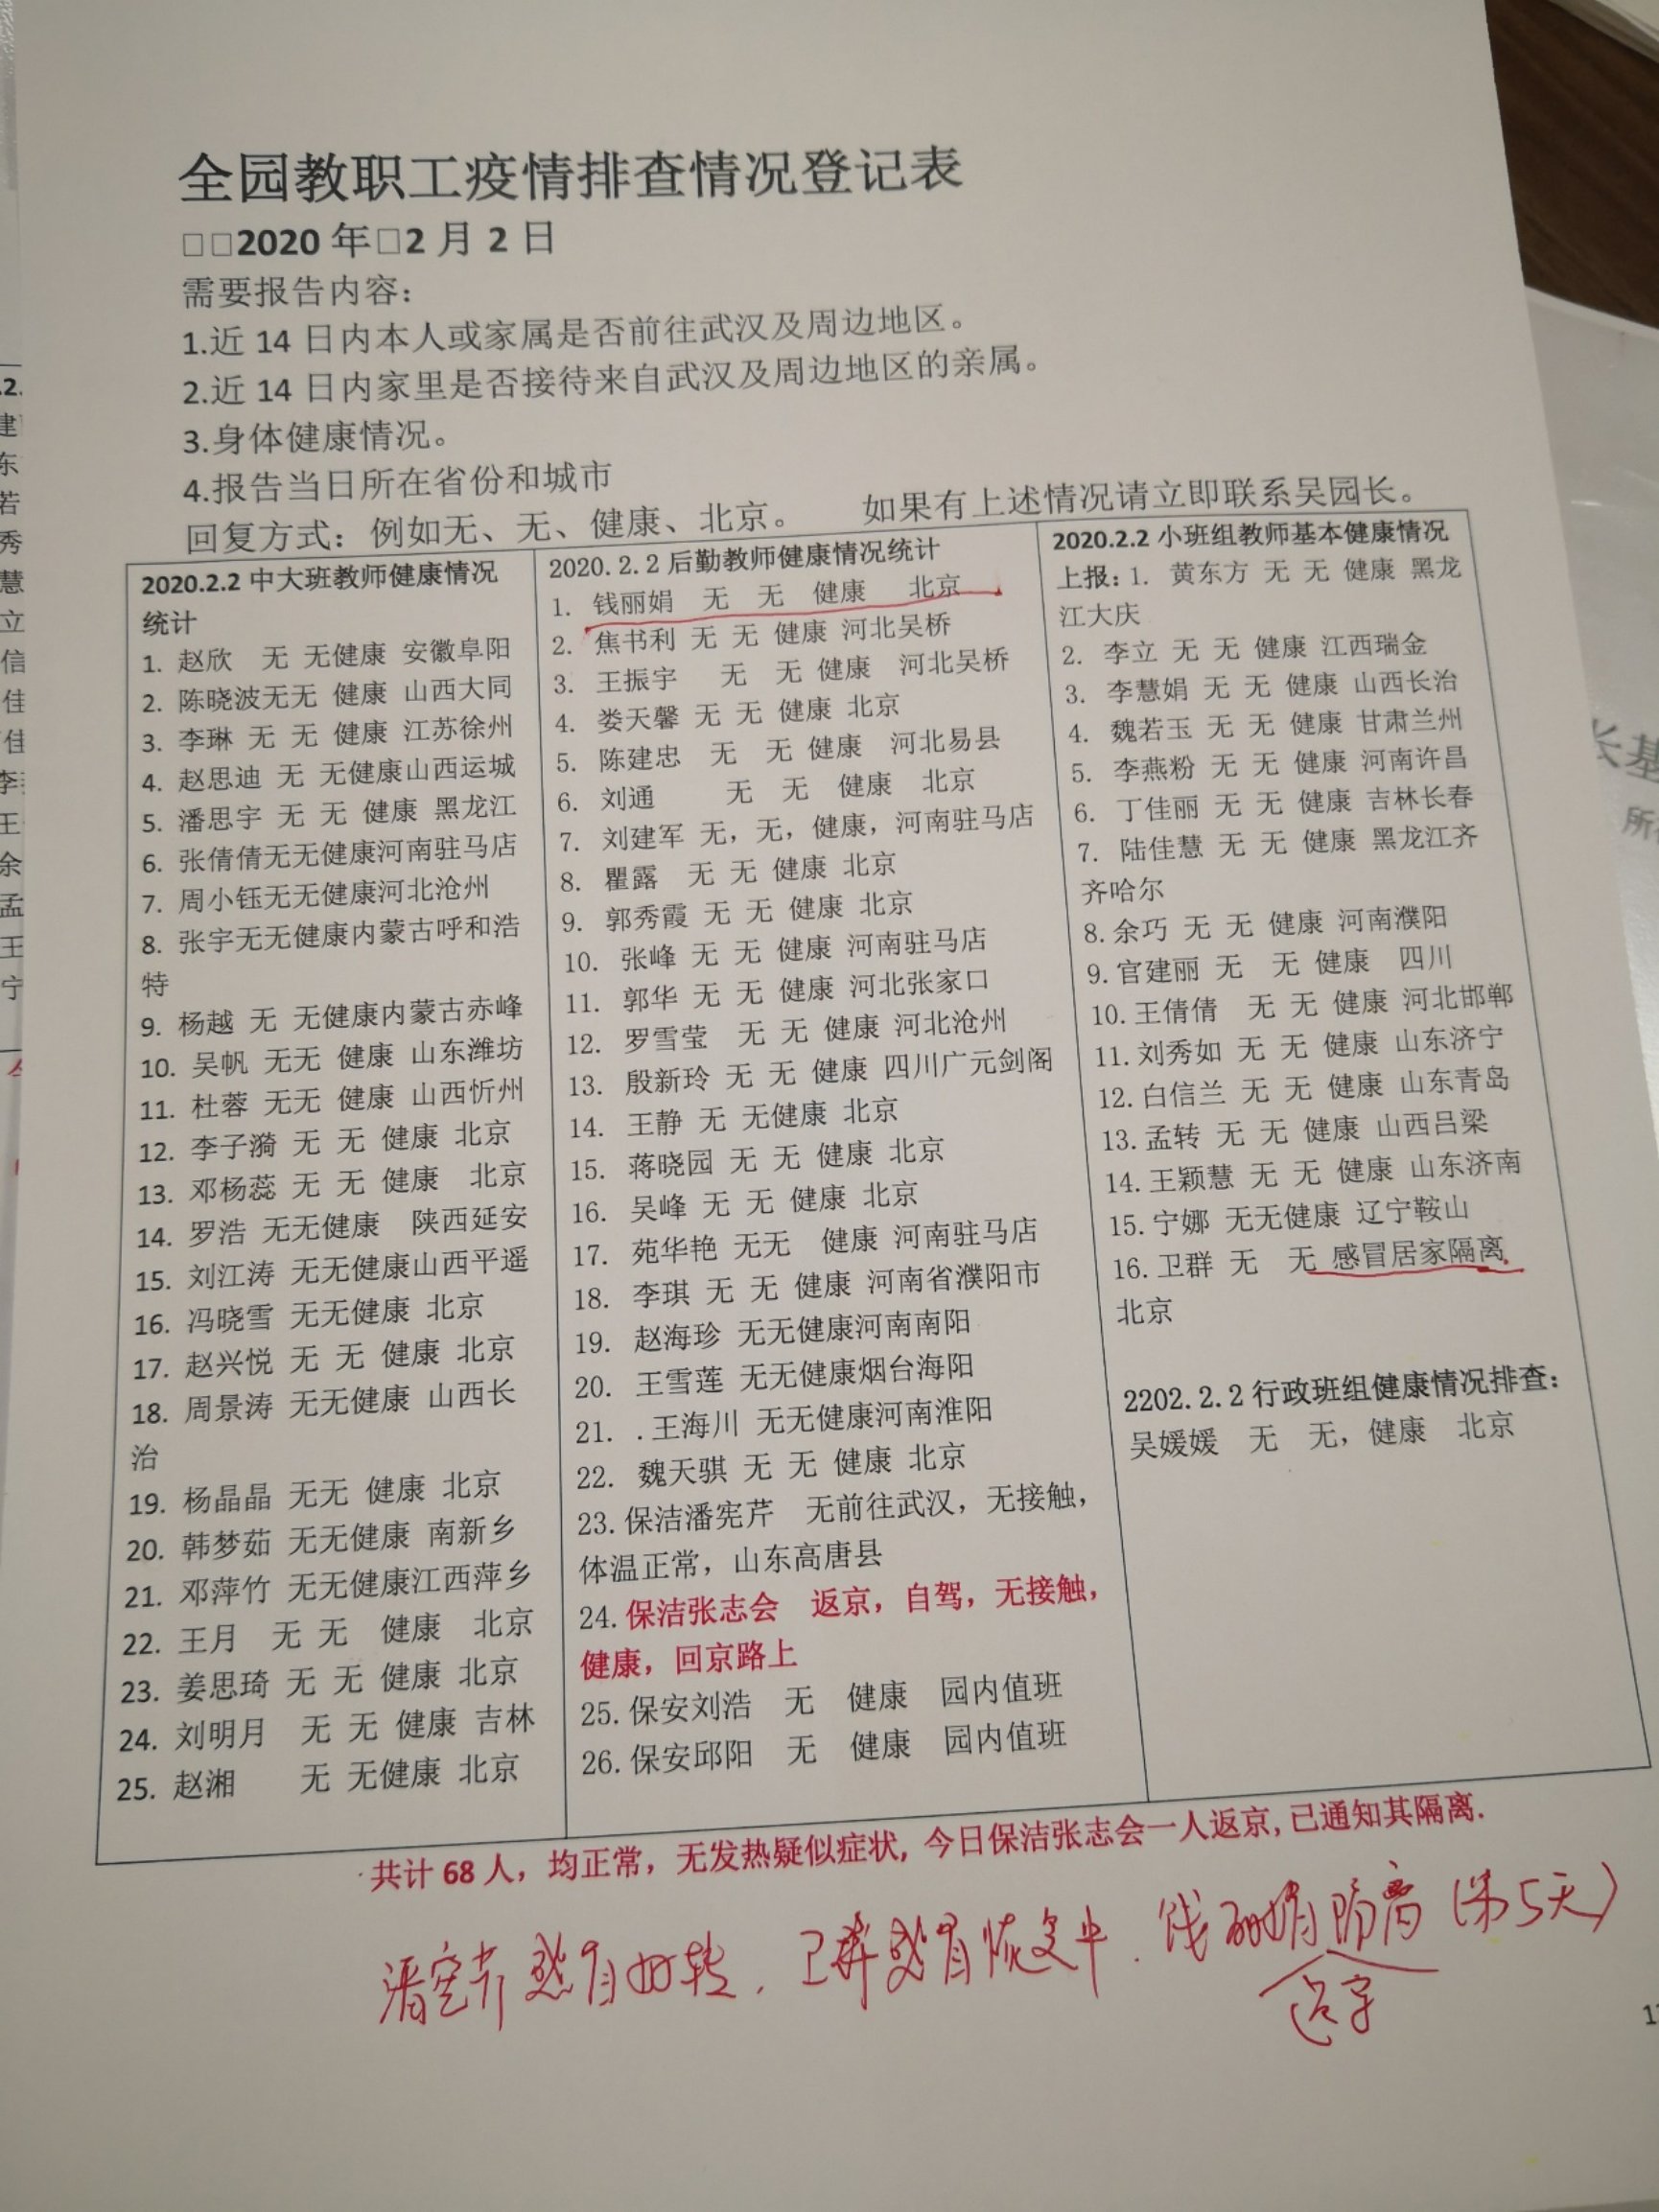 全园教职工疫情排查情况登记表
□□2020 年□2 月 2 日
需要报告内容：
1.近 14 日内本人或家属是否前往武汉及周边地区。
2.近 14 日内家里是否接待来自武汉及周边地区的亲属。
3.身体健康情况。
4.报告当日所在省份和城市
回复方式：例如无、无、健康、北京。 如果有上述情况请立即联系吴园长。
2020.2.2 中大班教师健康情况
统计
1. 赵欣 无 无健康 安徽阜阳
2. 陈晓波无无 健康 山西大同
3. 李琳 无 无 健康 江苏徐州
4. 赵思迪 无 无健康山西运城
5. 潘思宇 无 无 健康 黑龙江
6. 张倩倩无无健康河南驻马店
7. 周小钰无无健康河北沧州
8. 张宇无无健康内蒙古呼和浩
特
9. 杨越 无 无健康内蒙古赤峰
10. 吴帆 无无 健康 山东潍坊
11. 杜蓉 无无 健康 山西忻州
12. 李子漪 无 无 健康 北京
13. 邓杨蕊 无 无 健康 北京
14. 罗浩 无无健康 陕西延安
15. 刘江涛 无无健康山西平遥
16. 冯晓雪 无无健康 北京
17. 赵兴悦 无 无 健康 北京
18. 周景涛 无无健康 山西长
治
19. 杨晶晶 无无 健康 北京
20. 韩梦茹 无无健康 南新乡
21. 邓萍竹 无无健康江西萍乡
22. 王月 无 无 健康 北京
23. 姜思琦 无 无 健康 北京
24. 刘明月 无 无 健康 吉林
25. 赵湘 无 无健康 北京
2020.2.2 后勤教师健康情况统计
1. 钱丽娟 无 无 健康 北京
2. 焦书利 无 无 健康 河北吴桥
3. 王振宇 无 无 健康 河北吴桥
4. 娄天馨 无 无 健康 北京
5. 陈建忠 无 无 健康 河北易县
6. 刘通 无 无 健康 北京
7. 刘建军 无，无，健康，河南驻马店
8. 瞿露 无 无 健康 北京
9. 郭秀霞 无 无 健康 北京
10. 张峰 无 无 健康 河南驻马店
11. 郭华 无 无 健康 河北张家口
12. 罗雪莹 无 无 健康 河北沧州
13. 殷新玲 无 无 健康 四川广元剑阁
14. 王静 无 无健康 北京
15. 蒋晓园 无 无 健康 北京
16. 吴峰 无 无 健康 北京
17. 苑华艳 无无 健康 河南驻马店
18. 李琪 无 无 健康 河南省濮阳市
19. 赵海珍 无无健康河南南阳
20. 王雪莲 无无健康烟台海阳
21. .王海川 无无健康河南淮阳
22. 魏天骐 无 无 健康 北京
23.保洁潘宪芹 无前往武汉，无接触，
体温正常，山东高唐县
24.保洁张志会 返京，自驾，无接触，
健康，回京路上
25.保安刘浩 无 健康 园内值班
26.保安邱阳 无 健康 园内值班
2020.2.2 小班组教师基本健康情况
上报：1. 黄东方 无 无 健康 黑龙
江大庆
2. 李立 无 无 健康 江西瑞金
3. 李慧娟 无 无 健康 山西长治
4. 魏若玉 无 无 健康 甘肃兰州
5. 李燕粉 无 无 健康 河南许昌
6. 丁佳丽 无 无 健康 吉林长春
7. 陆佳慧 无 无 健康 黑龙江齐
齐哈尔
8.余巧 无 无 健康 河南濮阳
9.官建丽 无 无 健康 四川
10.王倩倩 无 无 健康 河北邯郸
11.刘秀如 无 无 健康 山东济宁
12.白信兰 无 无 健康 山东青岛
13.孟转 无 无 健康 山西吕梁
14.王颖慧 无 无 健康 山东济南
15.宁娜 无无健康 辽宁鞍山
16.卫群 无 无 感冒居家隔离
北京
2202.2.2 行政班组健康情况排查：
吴媛媛 无 无，健康 北京
共计 68 人，均正常，无发热疑似症状，今日保洁张志会一人返京，已通知其隔离.
潘宪芹感冒好转，卫群感冒恢复中．钱丽娟隔离（第5天）